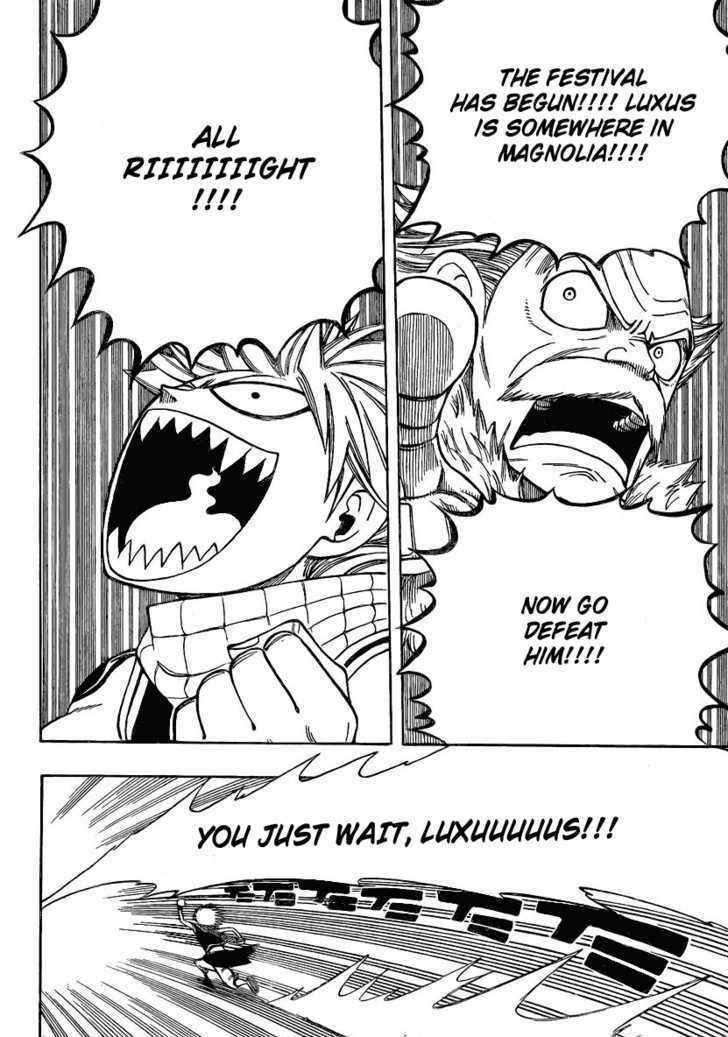 THE FESTIVAL
HAS BEGUN!!!! LUXUS
IS SOMEWHERE IN
MAGNOLIA!!!!
NOW GO
DEFEAT
HIM!!!!
ALL
RIIIIIIIIGHT
!!!!
YOU JUST WAIT, LUXUUUUUS!!!